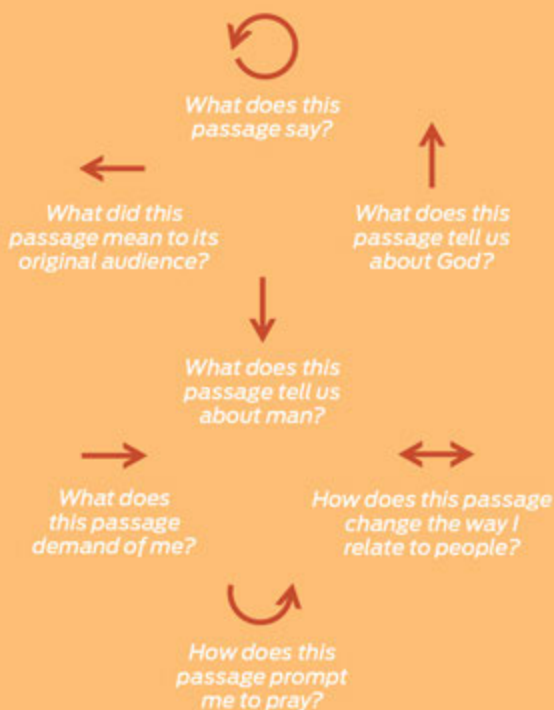 What does this
passage say?
What did this
passage mean to its
original audience?
What does this
passage tell us
about God?
What does this
passage tell us
about man?
What does
this passage
demand of me?
How does this passage
change the way I
relate to people?
How does this
passage prompt
me to pray?